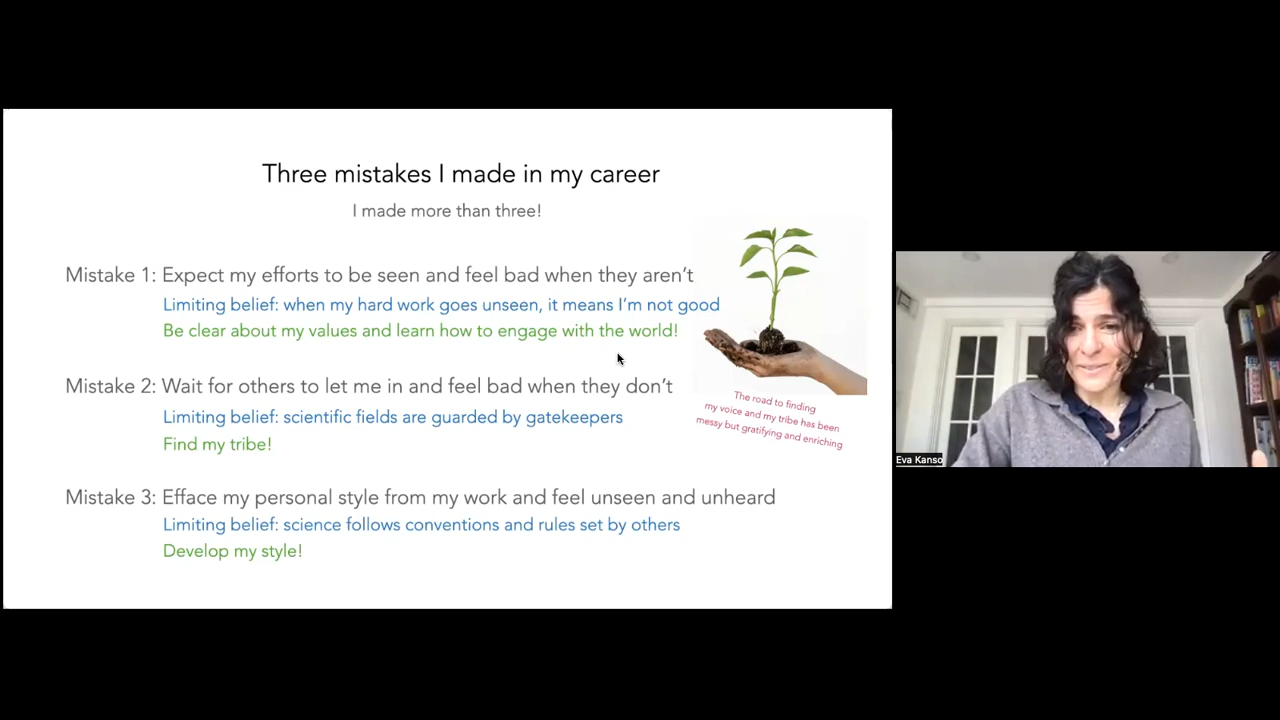 Three mistakes I made in my career
I made more than three!
Mistake 1: Expect my efforts to be seen and feel bad when they aren’t
Limiting belief: when my hard work goes unseen, it means I’m not good
Be clear about my values and learn how to engage with the world!
Mistake 2: Wait for others to let me in and feel bad when they don’t
Limiting belief: scientific fields are guarded by gatekeepers
Find my tribe!
The road to finding
my voice and my tribe has been
messy but gratifying and enriching
Mistake 3: Efface my personal style from my work and feel unseen and unheard
Limiting belief: science follows conventions and rules set by others
Develop my style!
Eva Kanso